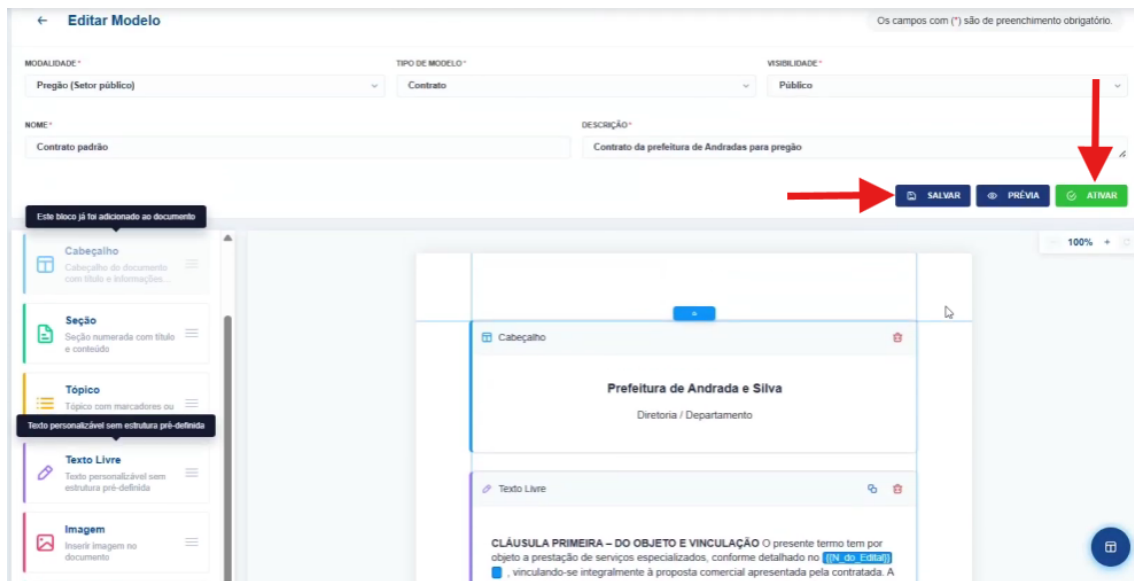 ← Editar Modelo
Os campos com (*) são de preenchimento obrigatório.
MODALIDADE *
TIPO DE MODELO *
VISIBILIDADE *
Pregão (Setor público)
Contrato
Público
NOME *
DESCRIÇÃO *
Contrato padrão
Contrato da prefeitura de Andradas para pregão
SALVAR
PRÉVIA
ATIVAR
Este bloco já foi adicionado ao documento
100% +
Cabeçalho
Cabeçalho do documento
com título e informações...
Seção
Seção numerada com título
e conteúdo
Tópico
Tópico com marcadores ou
Texto personalizável sem estrutura pré-definida
Texto Livre
Texto personalizável sem
estrutura pré-definida
Imagem
Inserir imagem no
documento
Cabeçalho
Prefeitura de Andrada e Silva
Diretoria / Departamento
Texto Livre
CLÁUSULA PRIMEIRA – DO OBJETO E VINCULAÇÃO O presente termo tem por
objeto a prestação de serviços especializados, conforme detalhado no {{N_do_Edital}}
, vinculando-se integralmente à proposta comercial apresentada pela contratada. A